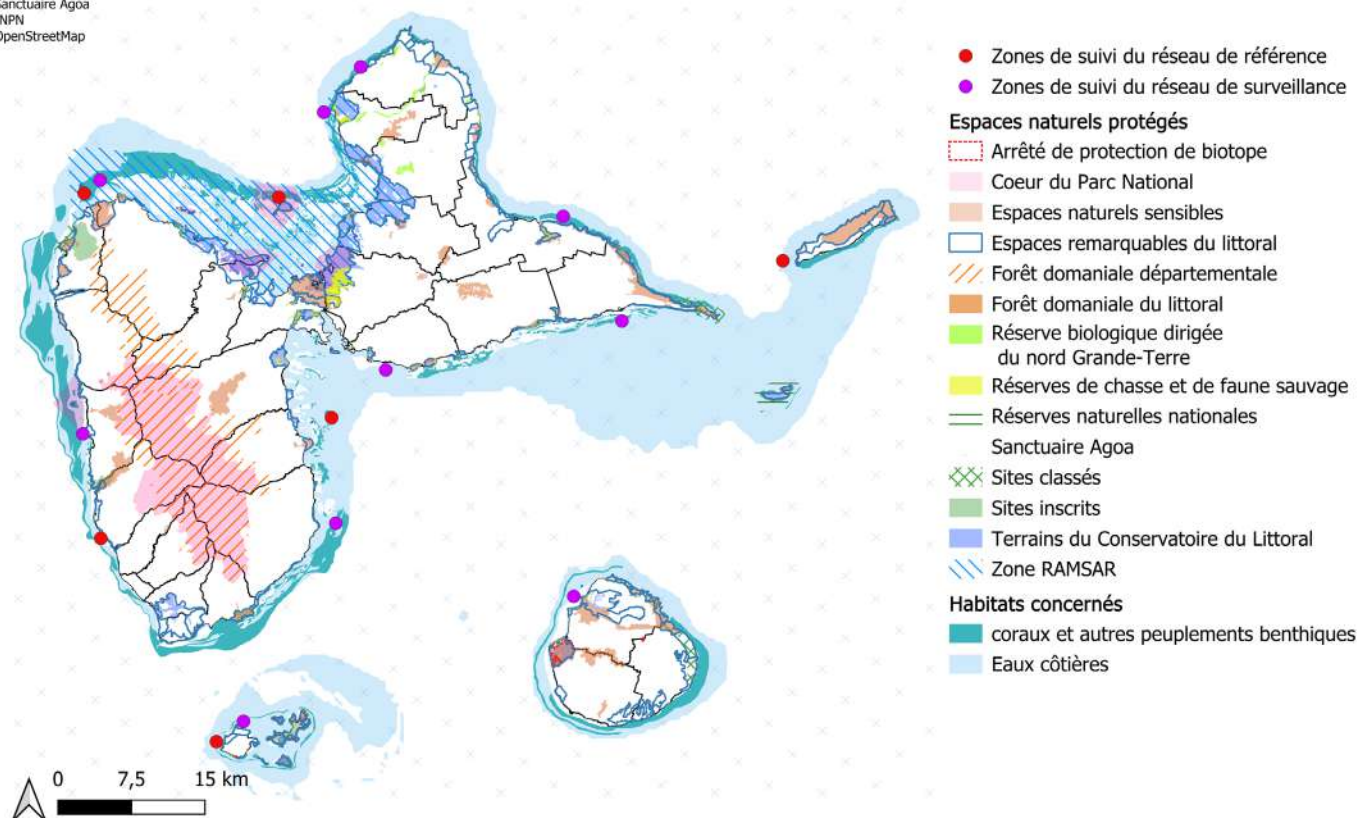 Sanctuaire Agoa
INPN
OpenStreetMap
Zones de suivi du réseau de référence
Zones de suivi du réseau de surveillance
Espaces naturels protégés
Arrêté de protection de biotope
Coeur du Parc National
Espaces naturels sensibles
Espaces remarquables du littoral
Forêt domaniale départementale
Forêt domaniale du littoral
Réserve biologique dirigée
du nord Grande-Terre
Réserves de chasse et de faune sauvage
Réserves naturelles nationales
Sanctuaire Agoa
Sites classés
Sites inscrits
Terrains du Conservatoire du Littoral
Zone RAMSAR
Habitats concernés
coraux et autres peuplements benthiques
Eaux côtières
0 7,5 15 km